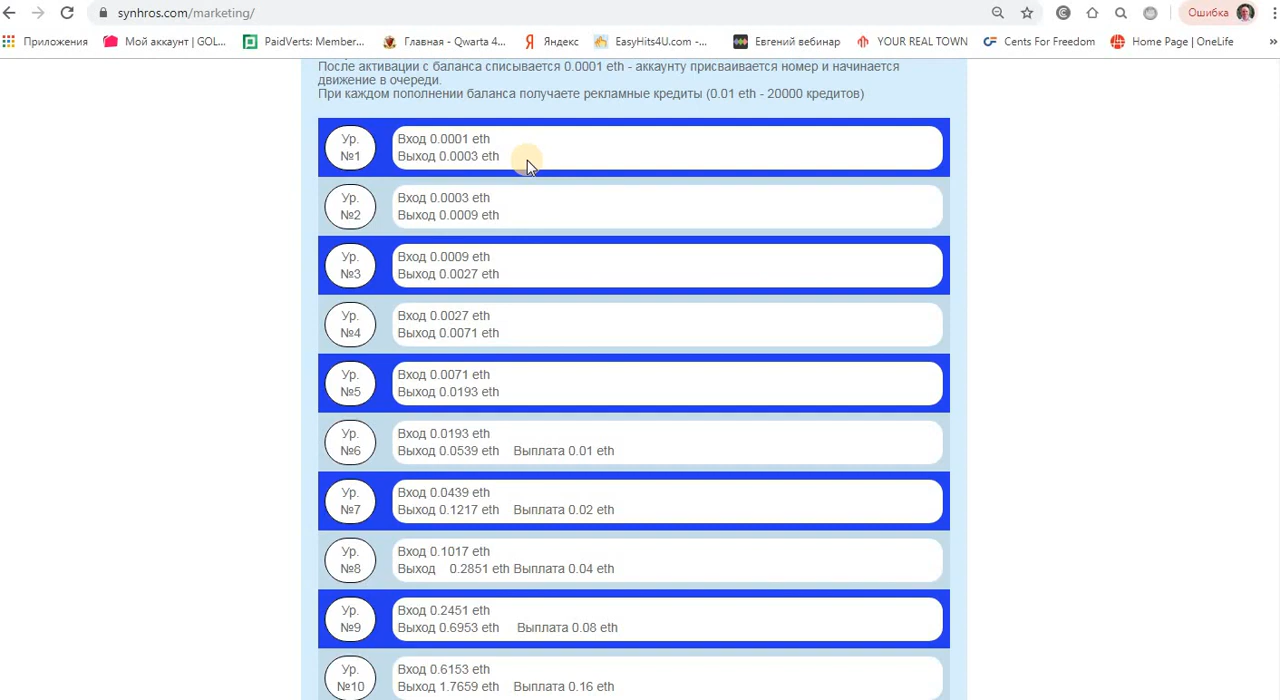 synhros.com/marketing/
Ошибка
Приложения
Мой аккаунт | GOL...
PaidVerts: Member...
Главная - Qwarta 4...
Яндекс
EasyHits4U.com -...
Евгений вебинар
YOUR REAL TOWN
Cents For Freedom
Home Page | OneLife
»
После активации с баланса списывается 0.0001 eth - аккаунту присваивается номер и начинается
движение в очереди.
При каждом пополнении баланса получаете рекламные кредиты (0.01 eth - 20000 кредитов)
Ур.
№1
Вход 0.0001 eth
Выход 0.0003 eth
Ур.
№2
Вход 0.0003 eth
Выход 0.0009 eth
Ур.
№3
Вход 0.0009 eth
Выход 0.0027 eth
Ур.
№4
Вход 0.0027 eth
Выход 0.0071 eth
Ур.
№5
Вход 0.0071 eth
Выход 0.0193 eth
Ур.
№6
Вход 0.0193 eth
Выход 0.0539 eth Выплата 0.01 eth
Ур.
№7
Вход 0.0439 eth
Выход 0.1217 eth Выплата 0.02 eth
Ур.
№8
Вход 0.1017 eth
Выход 0.2851 eth Выплата 0.04 eth
Ур.
№9
Вход 0.2451 eth
Выход 0.6953 eth Выплата 0.08 eth
Ур.
№10
Вход 0.6153 eth
Выход 1.7659 eth Выплата 0.16 eth